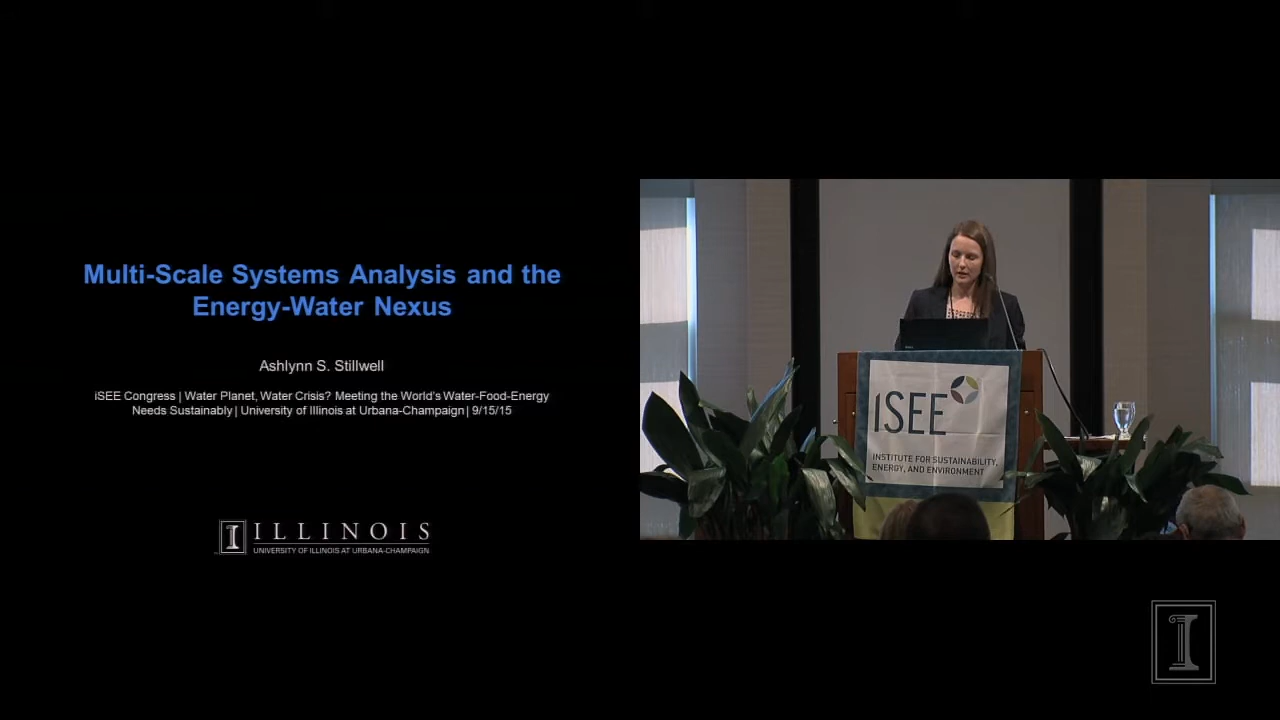 Multi-Scale Systems Analysis and the
Energy-Water Nexus
Ashlynn S. Stillwell
iSEE Congress | Water Planet, Water Crisis? Meeting the World's Water-Food-Energy
Needs Sustainably | University of Illinois at Urbana-Champaign | 9/15/15
I ILLINOIS
UNIVERSITY OF ILLINOIS AT URBANA-CHAMPAIGN
iSEE
INSTITUTE FOR SUSTAINABILITY,
ENERGY, AND ENVIRONMENT
I